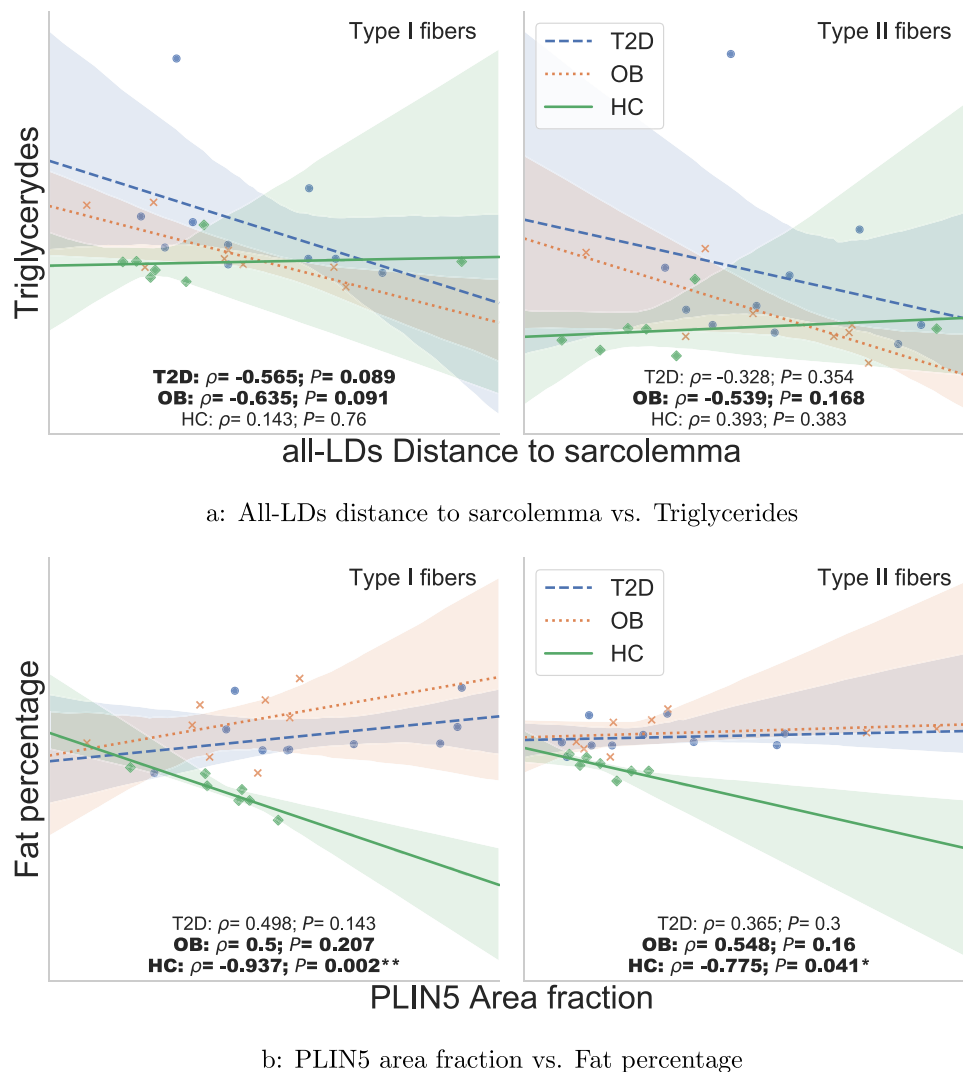 Type I fibers
Type II fibers
T2D
OB
HC
Triglycerydes
T2D: ρ= -0.565; P= 0.089
OB: ρ= -0.635; P= 0.091
HC: ρ= 0.143; P= 0.76
T2D: ρ= -0.328; P= 0.354
OB: ρ= -0.539; P= 0.168
HC: ρ= 0.393; P= 0.383
all-LDs Distance to sarcolemma
a: All-LDs distance to sarcolemma vs. Triglycerides
Type I fibers
Type II fibers
T2D
OB
HC
Fat percentage
T2D: ρ= 0.498; P= 0.143
OB: ρ= 0.5; P= 0.207
HC: ρ= -0.937; P= 0.002**
T2D: ρ= 0.365; P= 0.3
OB: ρ= 0.548; P= 0.16
HC: ρ= -0.775; P= 0.041*
PLIN5 Area fraction
b: PLIN5 area fraction vs. Fat percentage